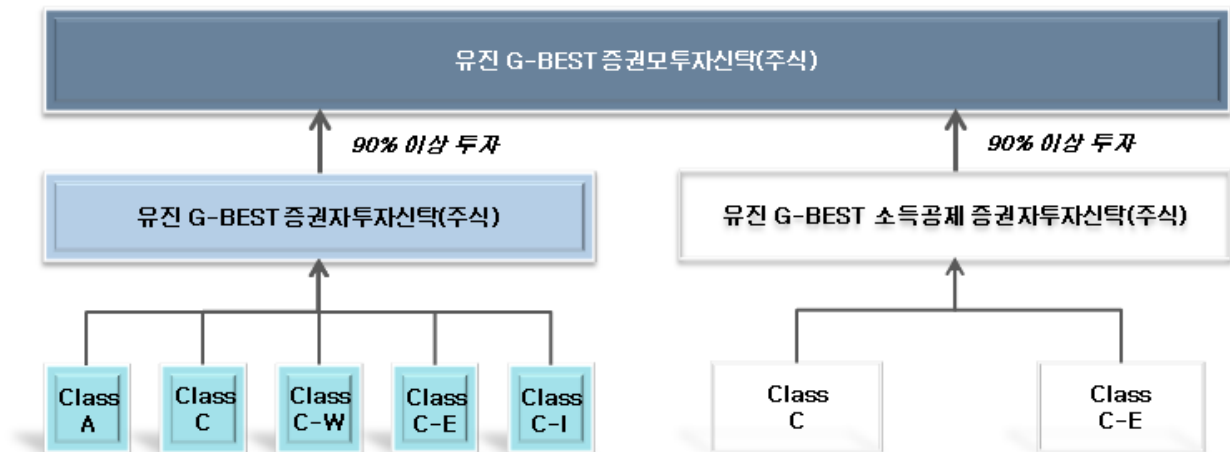 유진 G-BEST 증권모투자신탁(주식)
90% 이상 투자
90% 이상 투자
유진 G-BEST 증권자투자신탁(주식)
유진 G-BEST 소득공제 증권자투자신탁(주식)
Class
A
Class
C
Class
C-W
Class
C-E
Class
C-I
Class
C
Class
C-E